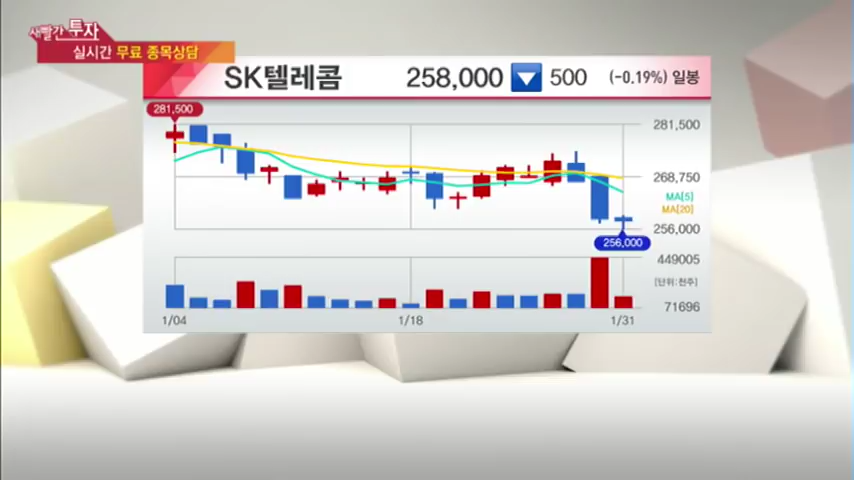 새빨간 투자
실시간 무료 종목상담
SK텔레콤 258,000 ▼ 500 (-0.19%) 일봉
281,500
281,500
268,750
MA[5]
MA[20]
256,000
256,000
449005
[단위:천주]
71696
1/04 1/18 1/31